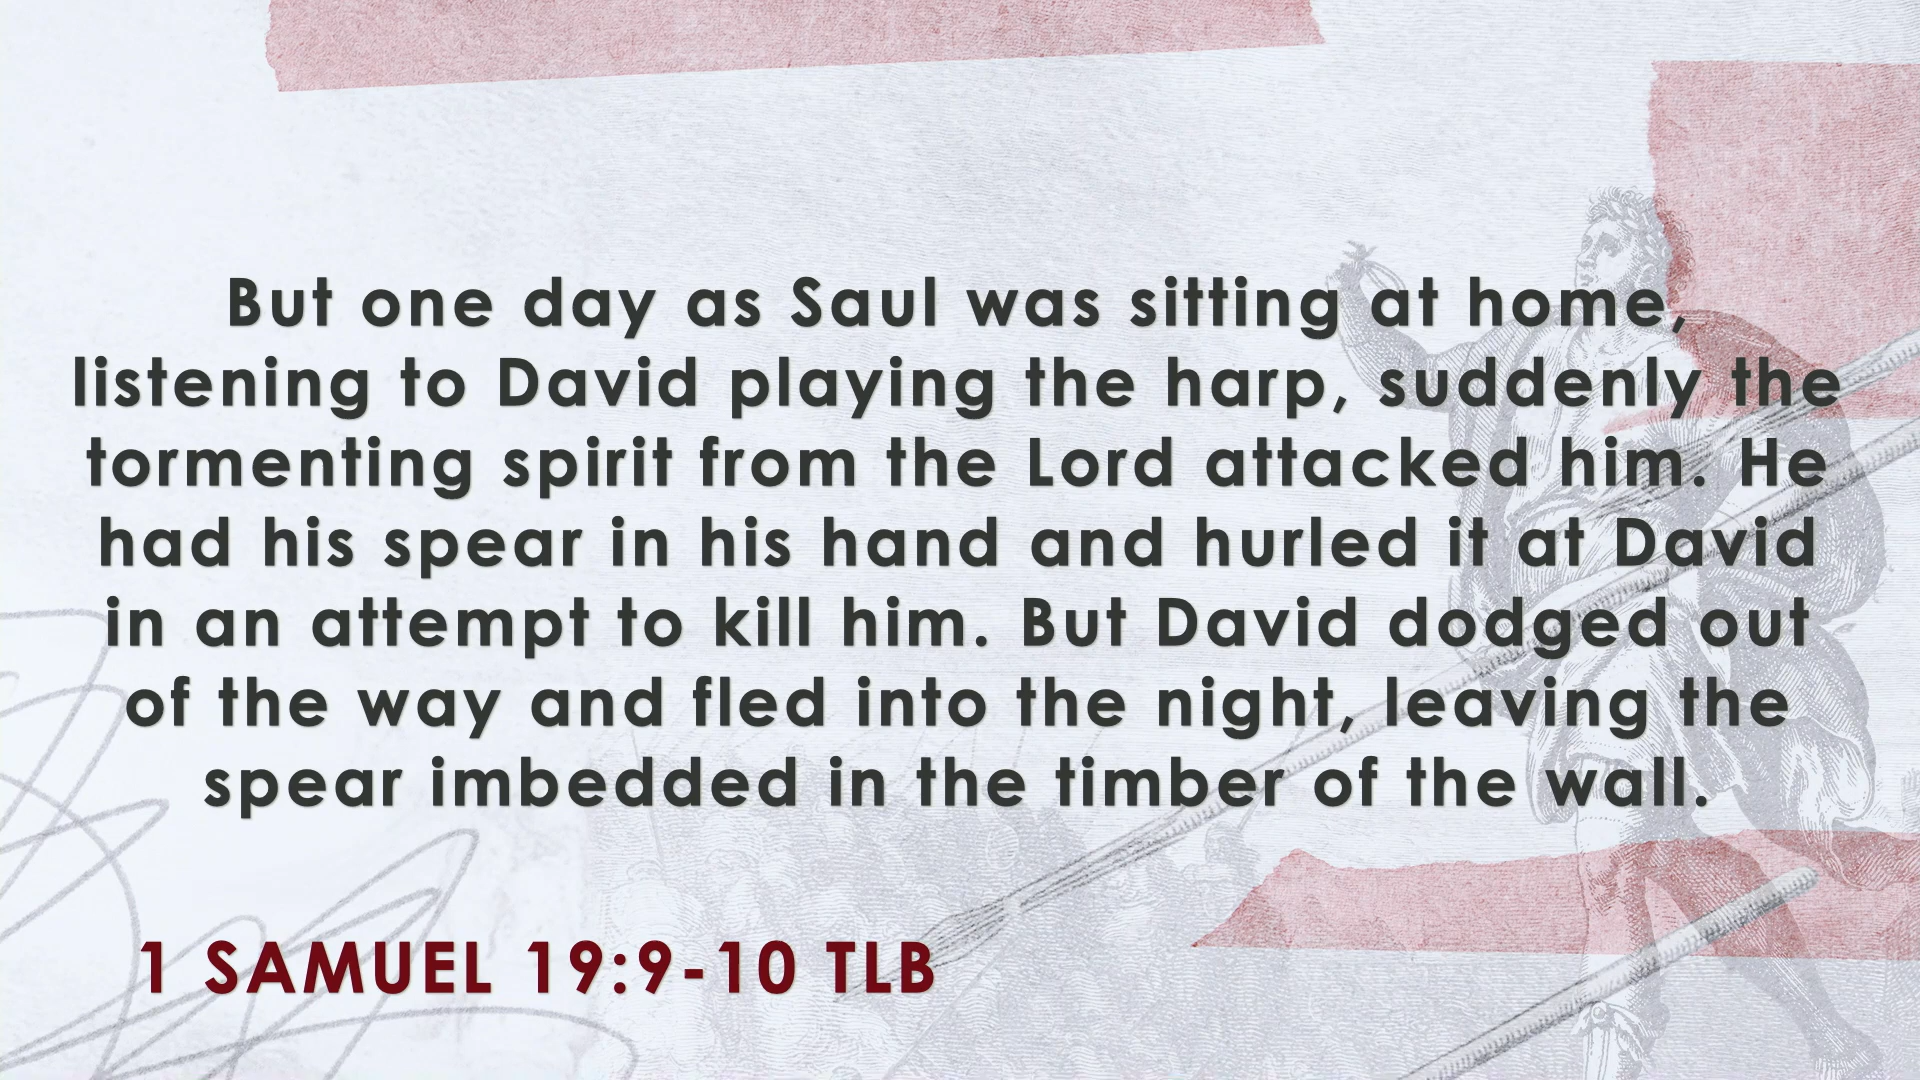 But one day as Saul was sitting at home,
listening to David playing the harp, suddenly the
tormenting spirit from the Lord attacked him. He
had his spear in his hand and hurled it at David
in an attempt to kill him. But David dodged out
of the way and fled into the night, leaving the
spear imbedded in the timber of the wall.
1 SAMUEL 19:9-10 TLB